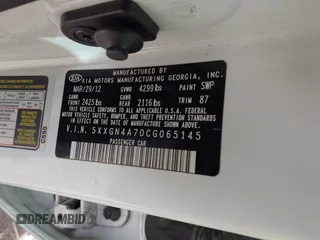 KIA MANUFACTURED BY
KIA MOTORS MANUFACTURING GEORGIA, INC.
MAR/29/12 GVWR 4299 lbs PAINT SWP
GAWR FRONT 2425 lbs GAWR REAR 2116 lbs TRIM 87
THIS VEHICLE CONFORMS TO ALL APPLICABLE U.S.A. FEDERAL
MOTOR VEHICLE SAFETY, BUMPER, AND THEFT PREVENTION
STANDARDS IN EFFECT ON THE DATE OF MANUFACTURE
SHOWN ABOVE.
V.I.N. 5XXGN4A70CG065145
PASSENGER CAR
C550
DREAMBID